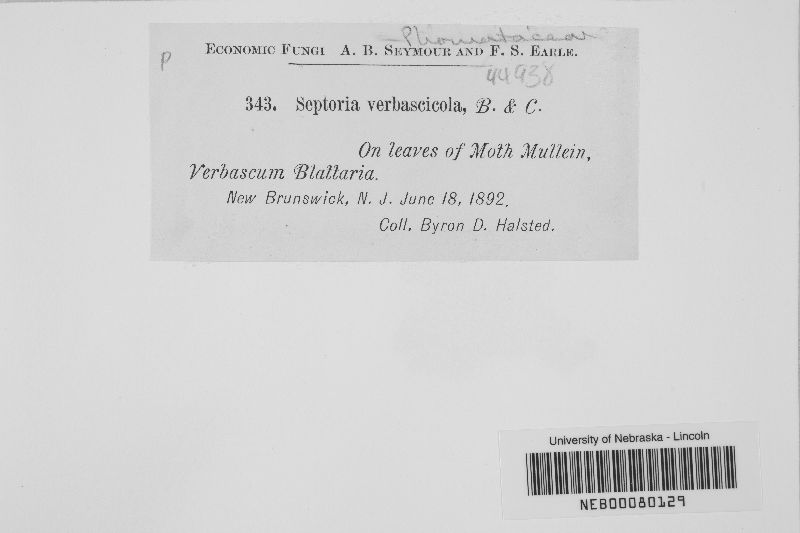 Phomataceae
P
Economic Fungi A. B. Seymour and F. S. Earle.
44938
343. Septoria verbascicola, B. & C.
On leaves of Moth Mullein,
Verbascum Blattaria.
New Brunswick, N. J. June 18, 1892.
Coll. Byron D. Halsted.
University of Nebraska - Lincoln
NEB00080129